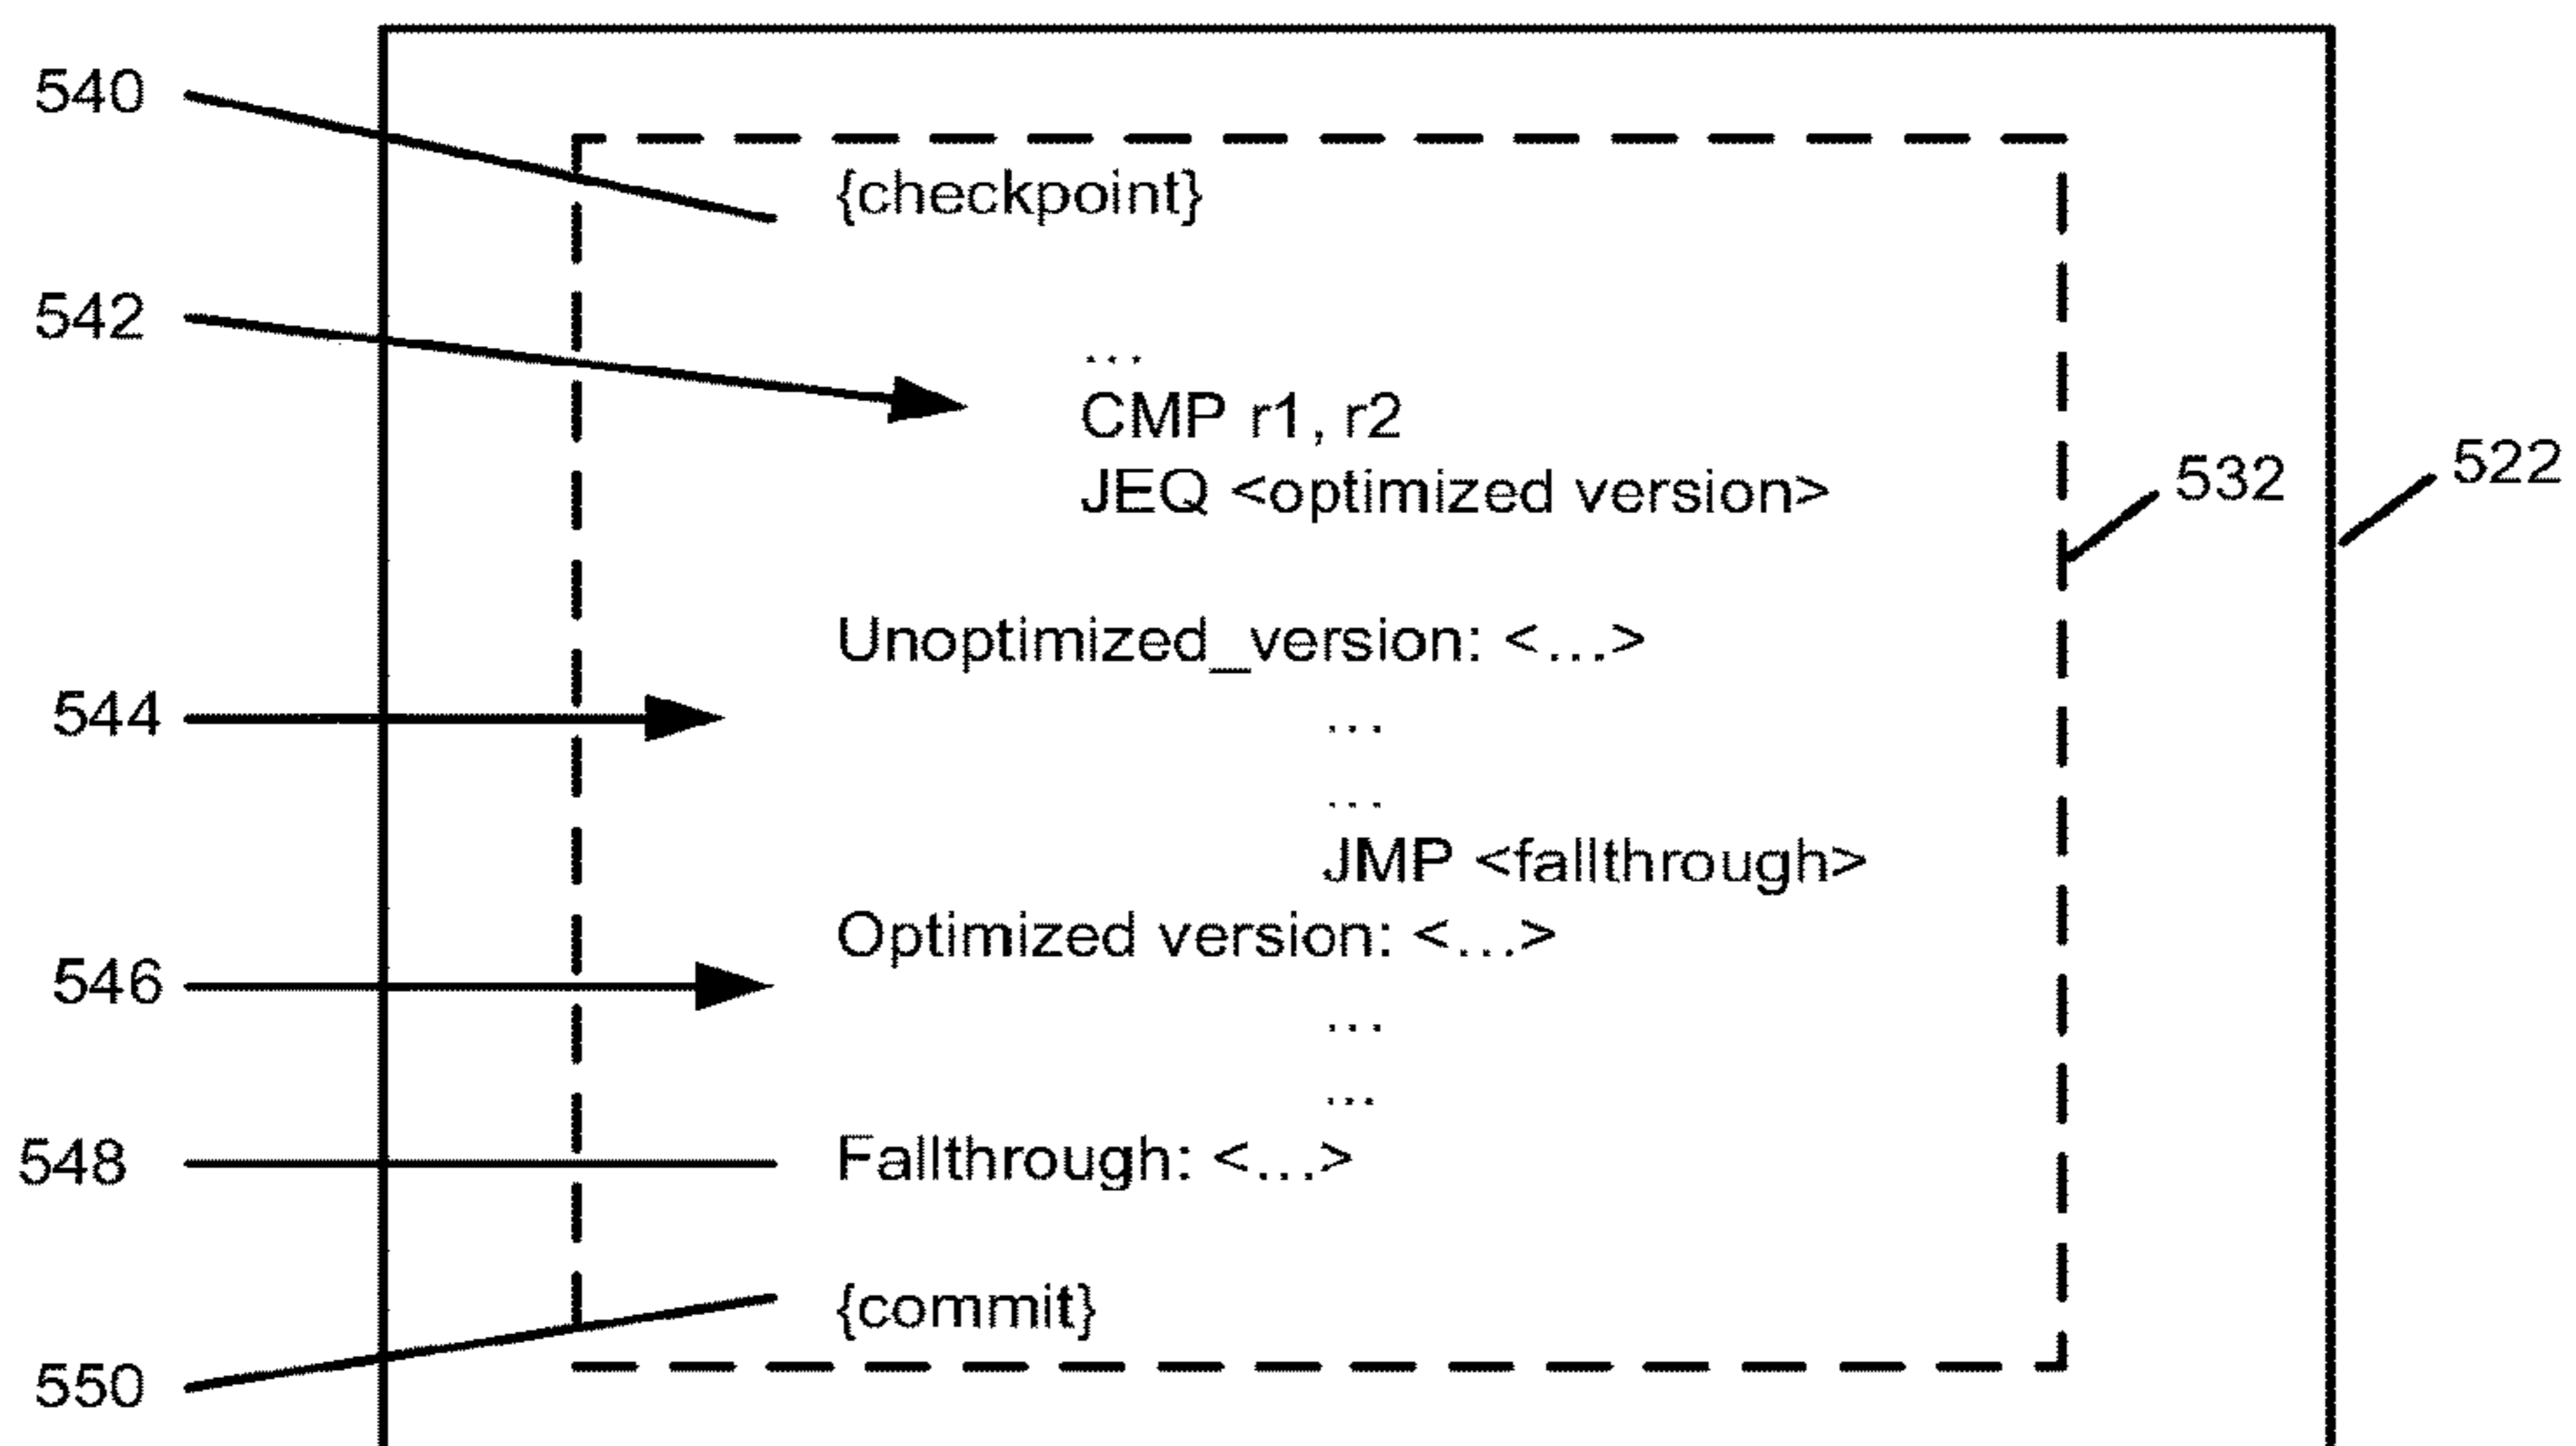 540
{checkpoint}
542
...
CMP r1, r2
JEQ <optimized version>
532
522
Unoptimized_version: <...>
544
...
...
JMP <fallthrough>
Optimized version: <...>
546
...
...
548
Fallthrough: <...>
{commit}
550